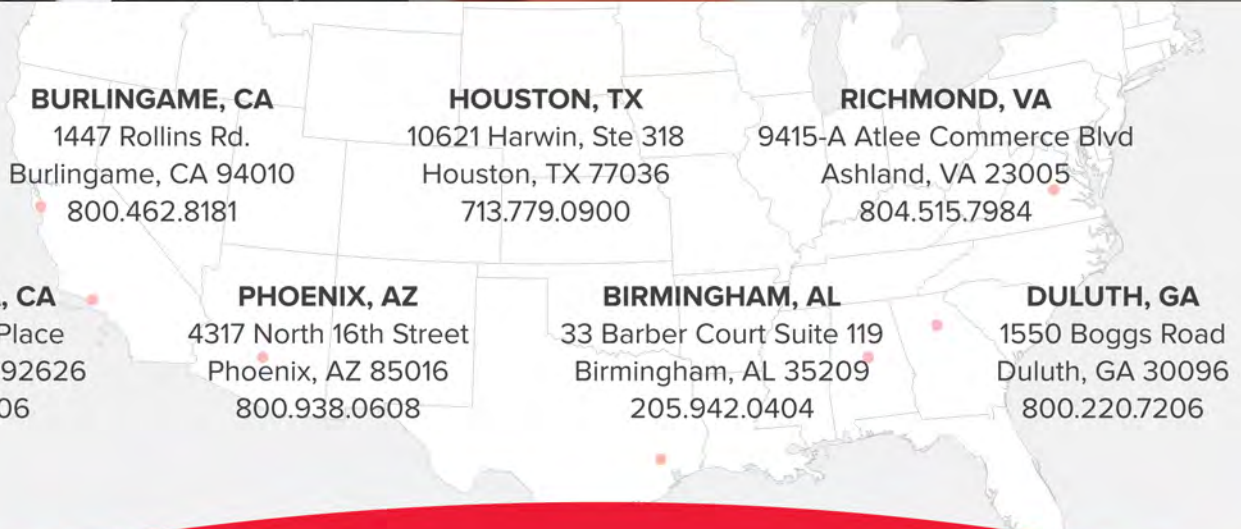 BURLINGAME, CA
1447 Rollins Rd.
Burlingame, CA 94010
800.462.8181
HOUSTON, TX
10621 Harwin, Ste 318
Houston, TX 77036
713.779.0900
RICHMOND, VA
9415-A Atlee Commerce Blvd
Ashland, VA 23005
804.515.7984
, CA
Place
92626
06
PHOENIX, AZ
4317 North 16th Street
Phoenix, AZ 85016
800.938.0608
BIRMINGHAM, AL
33 Barber Court Suite 119
Birmingham, AL 35209
205.942.0404
DULUTH, GA
1550 Boggs Road
Duluth, GA 30096
800.220.7206